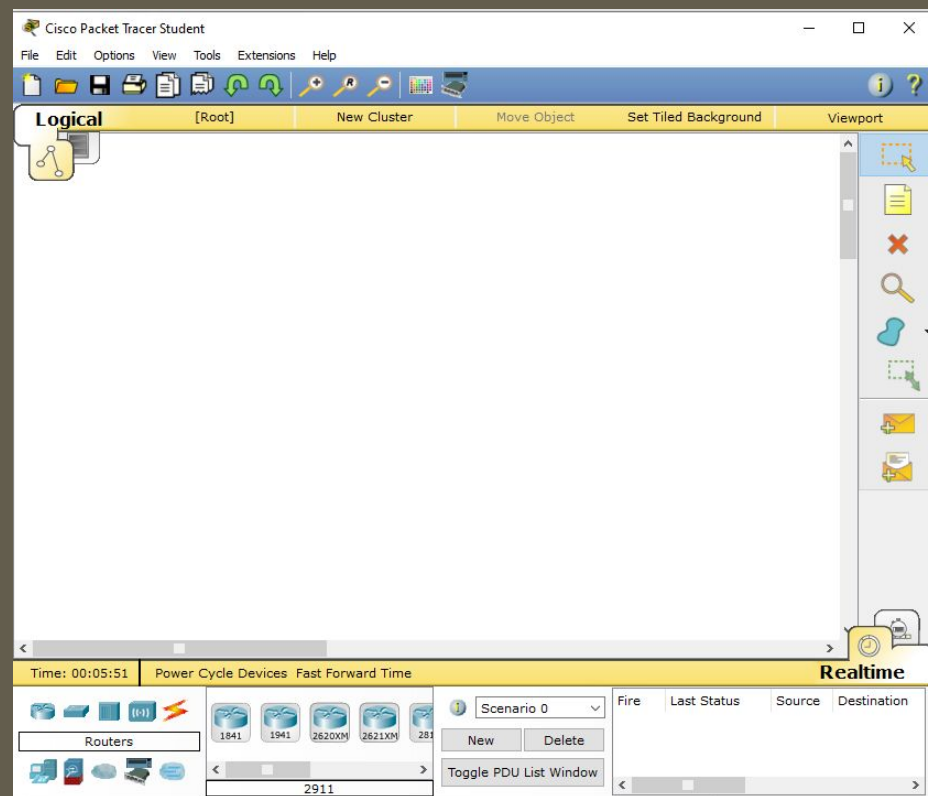 Cisco Packet Tracer Student
File Edit Options View Tools Extensions Help
Logical [Root] New Cluster Move Object Set Tiled Background Viewport
Time: 00:05:51 Power Cycle Devices Fast Forward Time Realtime
Routers
1841 1941 2620XM 2621XM 281
2911
Scenario 0
New Delete
Toggle PDU List Window
Fire Last Status Source Destination